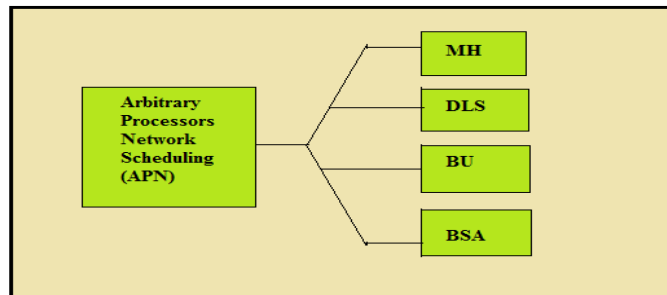 Arbitrary
Processors
Network
Scheduling
(APN)
MH
DLS
BU
BSA